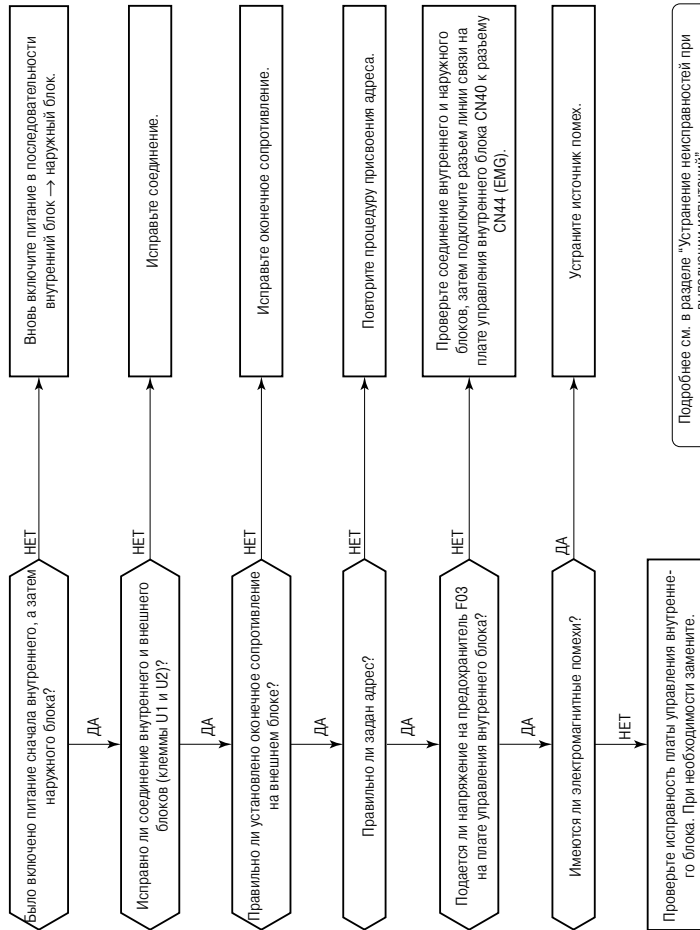 Было включено питание сначала внутреннего, а затем
наружного блока?
НЕТ
Вновь включите питание в последовательности
внутренний блок → наружный блок.
ДА
Исправно ли соединение внутреннего и внешнего
блоков (клеммы U1 и U2)?
НЕТ
Исправьте соединение.
ДА
Правильно ли установлено оконечное сопротивление
на внешнем блоке?
НЕТ
Исправьте оконечное сопротивление.
ДА
Правильно ли задан адрес?
НЕТ
Повторите процедуру присвоения адреса.
ДА
Подается ли напряжение на предохранитель F03
на плате управления внутреннего блока?
НЕТ
Проверьте соединение внутреннего и наружного
блоков, затем подключите разъем линии связи на
плате управления внутреннего блока CN40 к разъему
CN44 (EMG).
ДА
Имеются ли электромагнитные помехи?
ДА
Устраните источник помех.
НЕТ
Проверьте исправность платы управления внутренне-
го блока. При необходимости замените.
Подробнее см. в разделе "Устранение неисправностей при